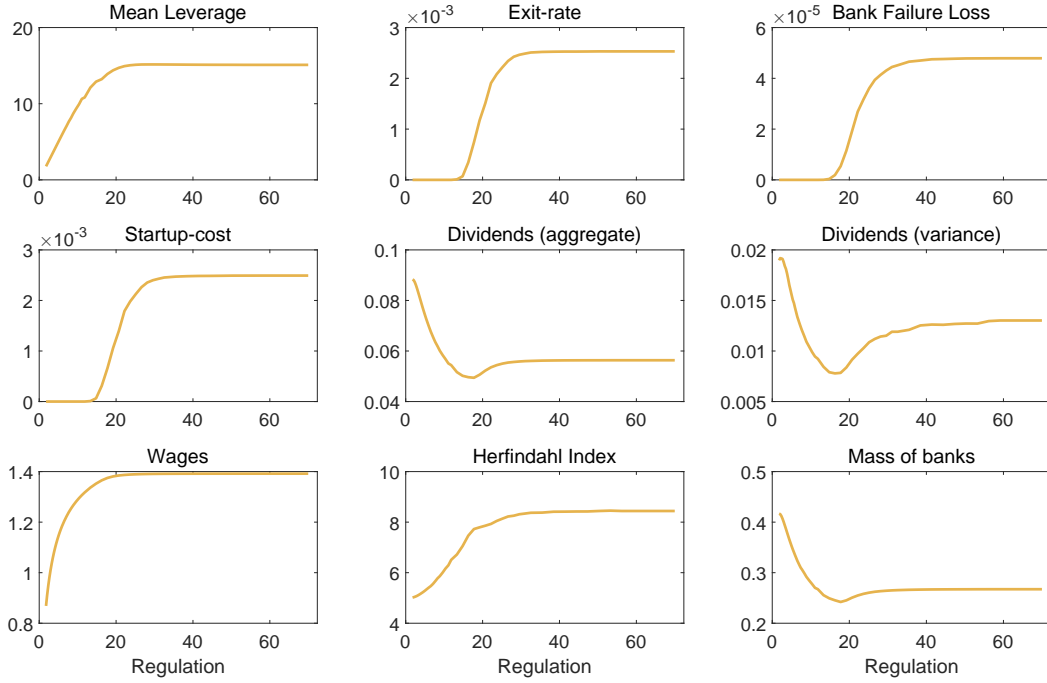 Mean Leverage
20
10
0
0 20 40 60
Exit-rate
×10⁻³
3
2
1
0
0 20 40 60
Bank Failure Loss
×10⁻⁵
6
4
2
0
0 20 40 60
Startup-cost
×10⁻³
3
2
1
0
0 20 40 60
Dividends (aggregate)
0.1
0.08
0.06
0.04
0 20 40 60
Dividends (variance)
0.02
0.015
0.01
0.005
0 20 40 60
Wages
1.4
1.2
1
0.8
0 20 40 60
Regulation
Herfindahl Index
10
8
6
4
0 20 40 60
Regulation
Mass of banks
0.5
0.4
0.3
0.2
0 20 40 60
Regulation